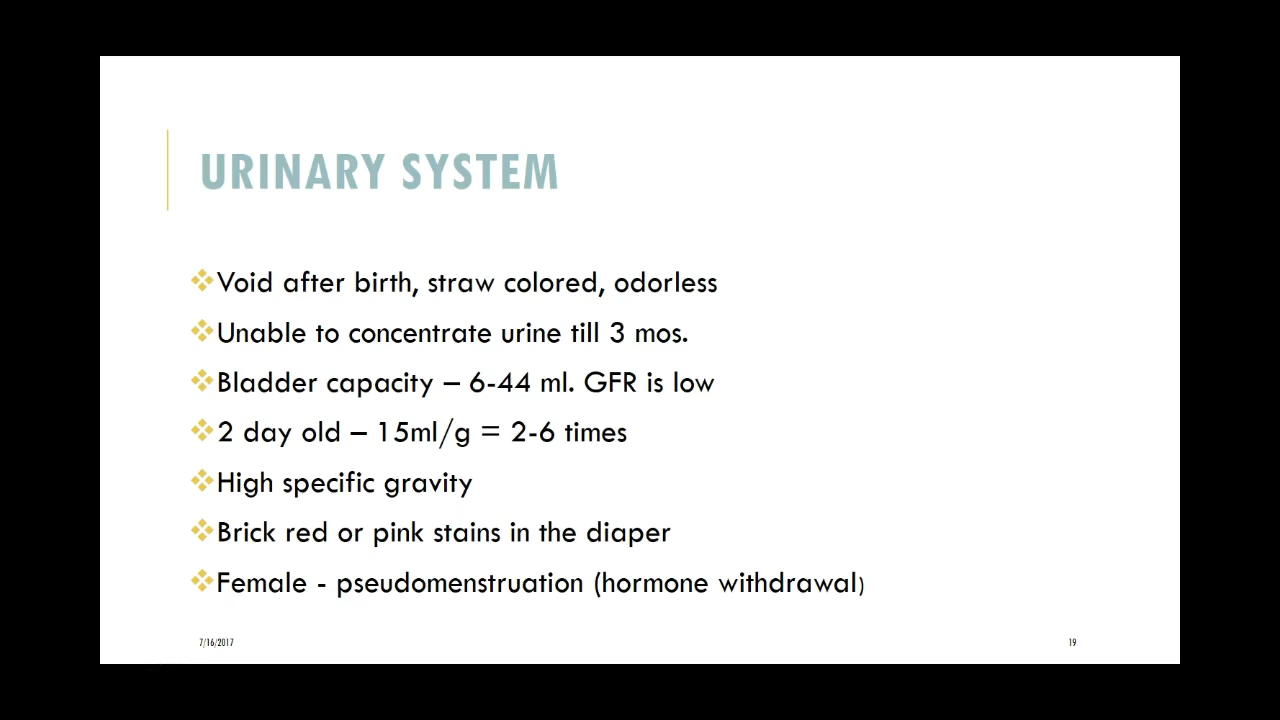 URINARY SYSTEM
❖Void after birth, straw colored, odorless
❖Unable to concentrate urine till 3 mos.
❖Bladder capacity – 6-44 ml. GFR is low
❖2 day old – 15ml/g = 2-6 times
❖High specific gravity
❖Brick red or pink stains in the diaper
❖Female - pseudomenstruation (hormone withdrawal)
7/16/2017
19